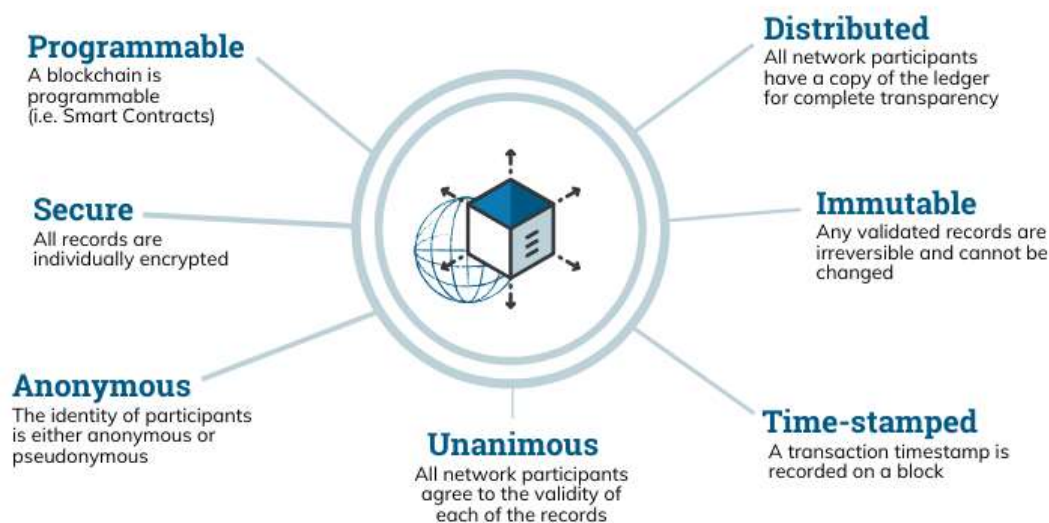 Programmable
A blockchain is
programmable
(i.e. Smart Contracts)
Distributed
All network participants
have a copy of the ledger
for complete transparency
Secure
All records are
individually encrypted
Immutable
Any validated records are
irreversible and cannot be
changed
Anonymous
The identity of participants
is either anonymous or
pseudonymous
Unanimous
All network participants
agree to the validity of
each of the records
Time-stamped
A transaction timestamp is
recorded on a block